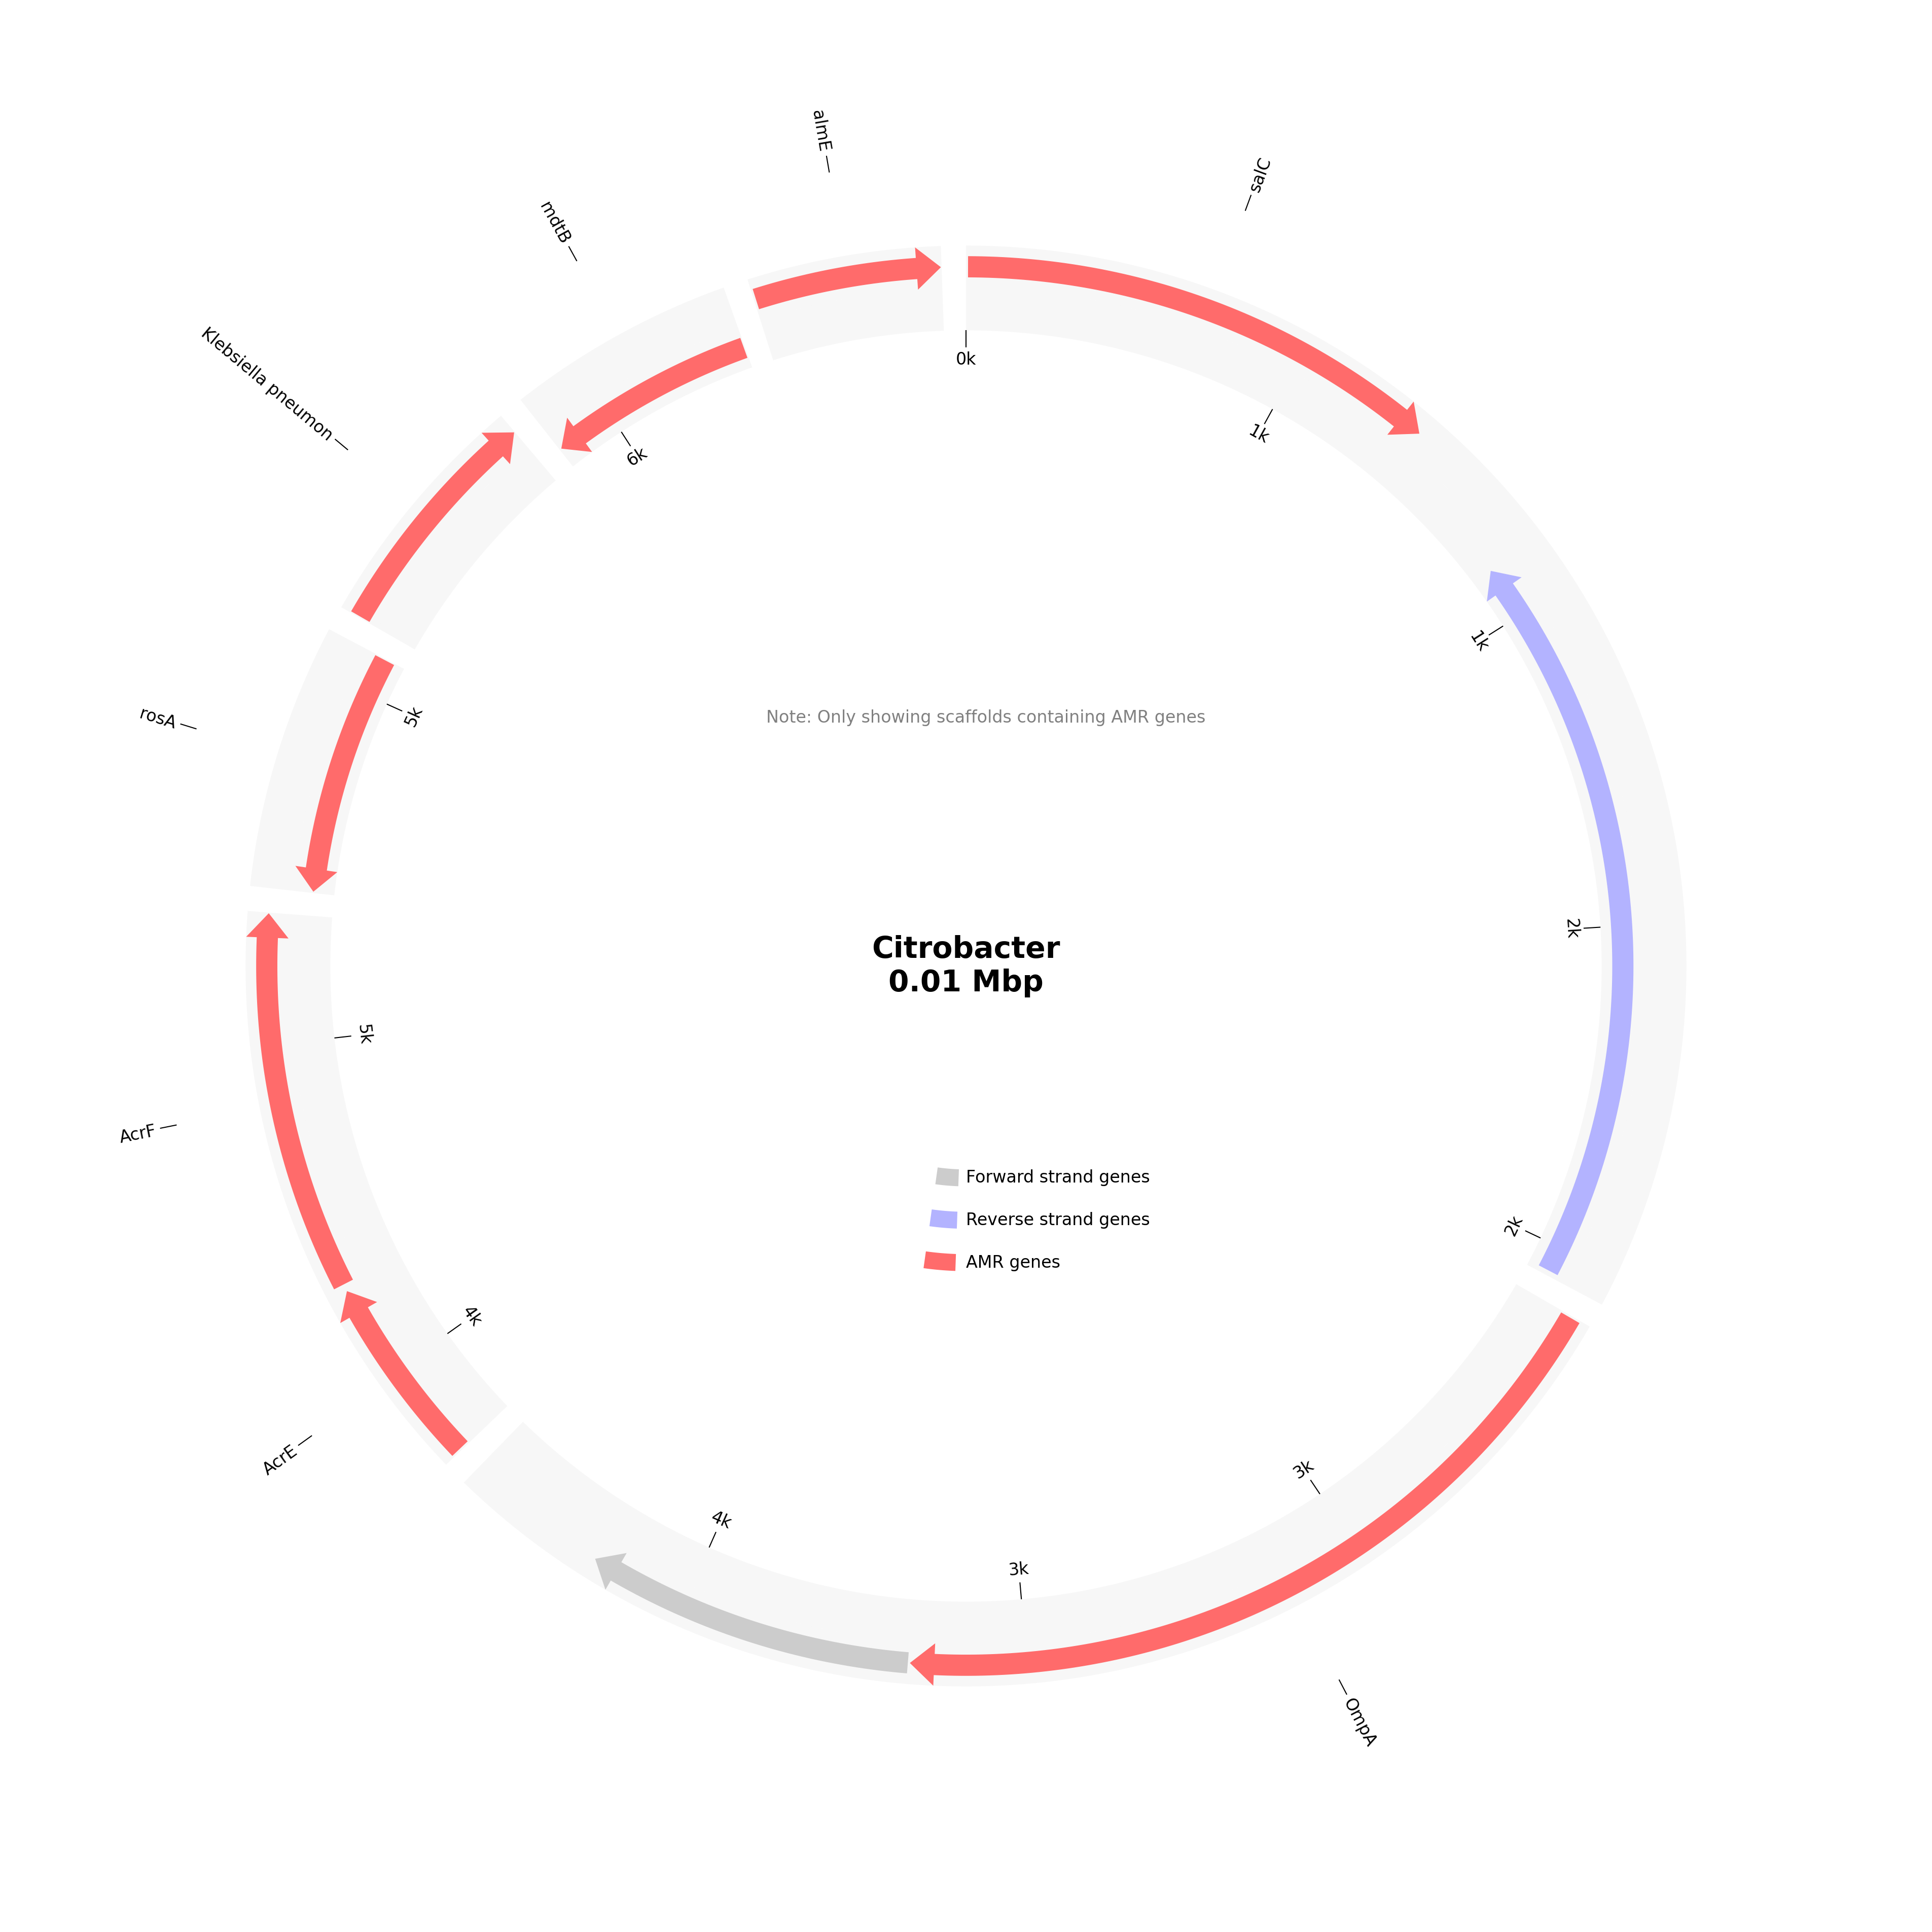 almE
salC
mdtB
Klebsiella pneumon
0k
1k
6k
1k
rosA
5k
Note: Only showing scaffolds containing AMR genes
2k
Citrobacter
0.01 Mbp
5k
AcrF
Forward strand genes
Reverse strand genes
AMR genes
2k
4k
AcrE
3k
4k
3k
OmpA